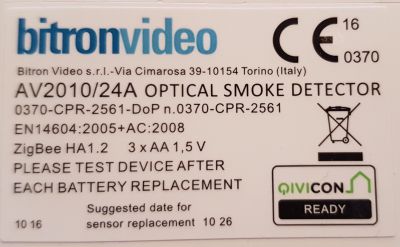 bitronvideo
CE 16
0370
Bitron Video s.r.l.-Via Cimarosa 39-10154 Torino (Italy)
AV2010/24A OPTICAL SMOKE DETECTOR
0370-CPR-2561-DoP n.0370-CPR-2561
EN14604:2005+AC:2008
ZigBee HA1.2 3 x AA 1,5 V
PLEASE TEST DEVICE AFTER
EACH BATTERY REPLACEMENT
QIVICON
READY
Suggested date for
10 16 sensor replacement 10 26